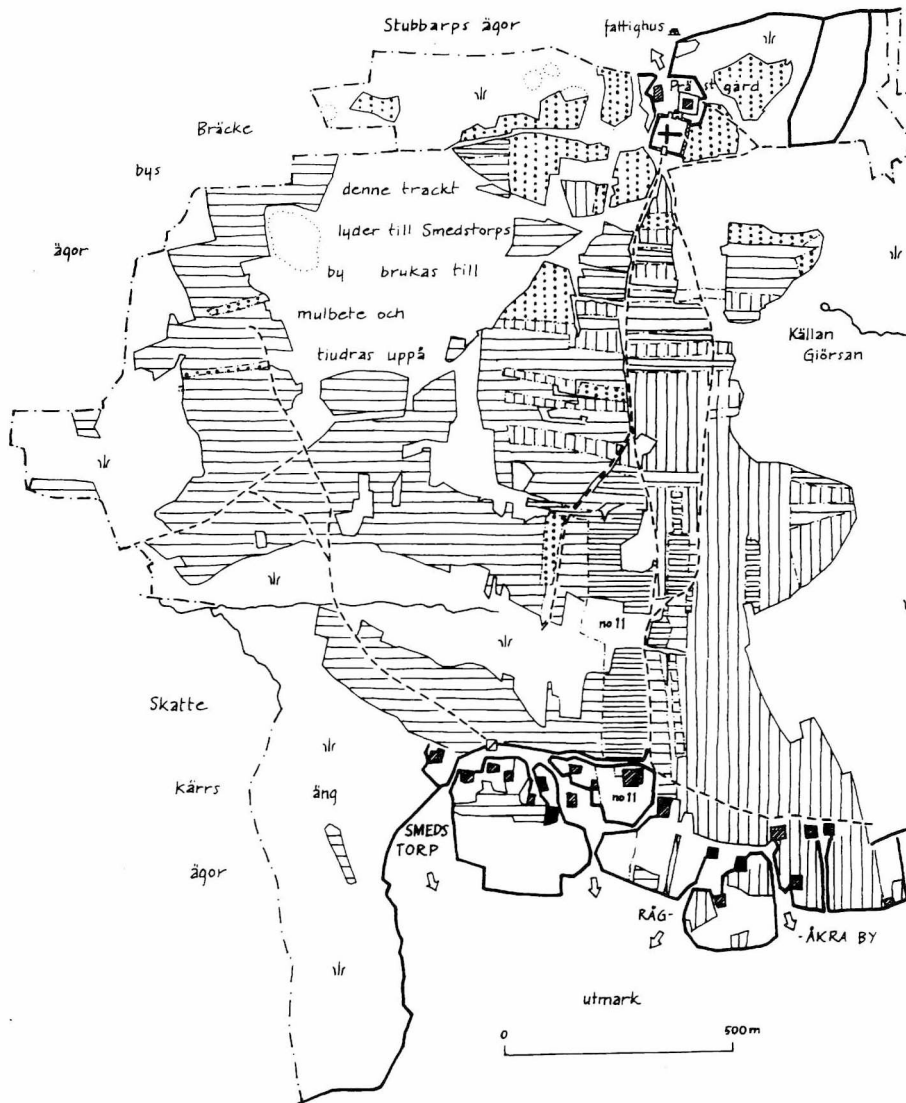 Stubbarps ägor
fattighus
Präst gård
Bräcke
bys
ägor
denne trackt
lyder till Smedstorps
by brukas till
mulbete och
tiudras uppå
Källan
Giörsan
no 11
Skatte
kärrs
ägor
äng
no 11
SMEDS
TORP
RÅG-
-ÅKRA BY
utmark
0 500 m